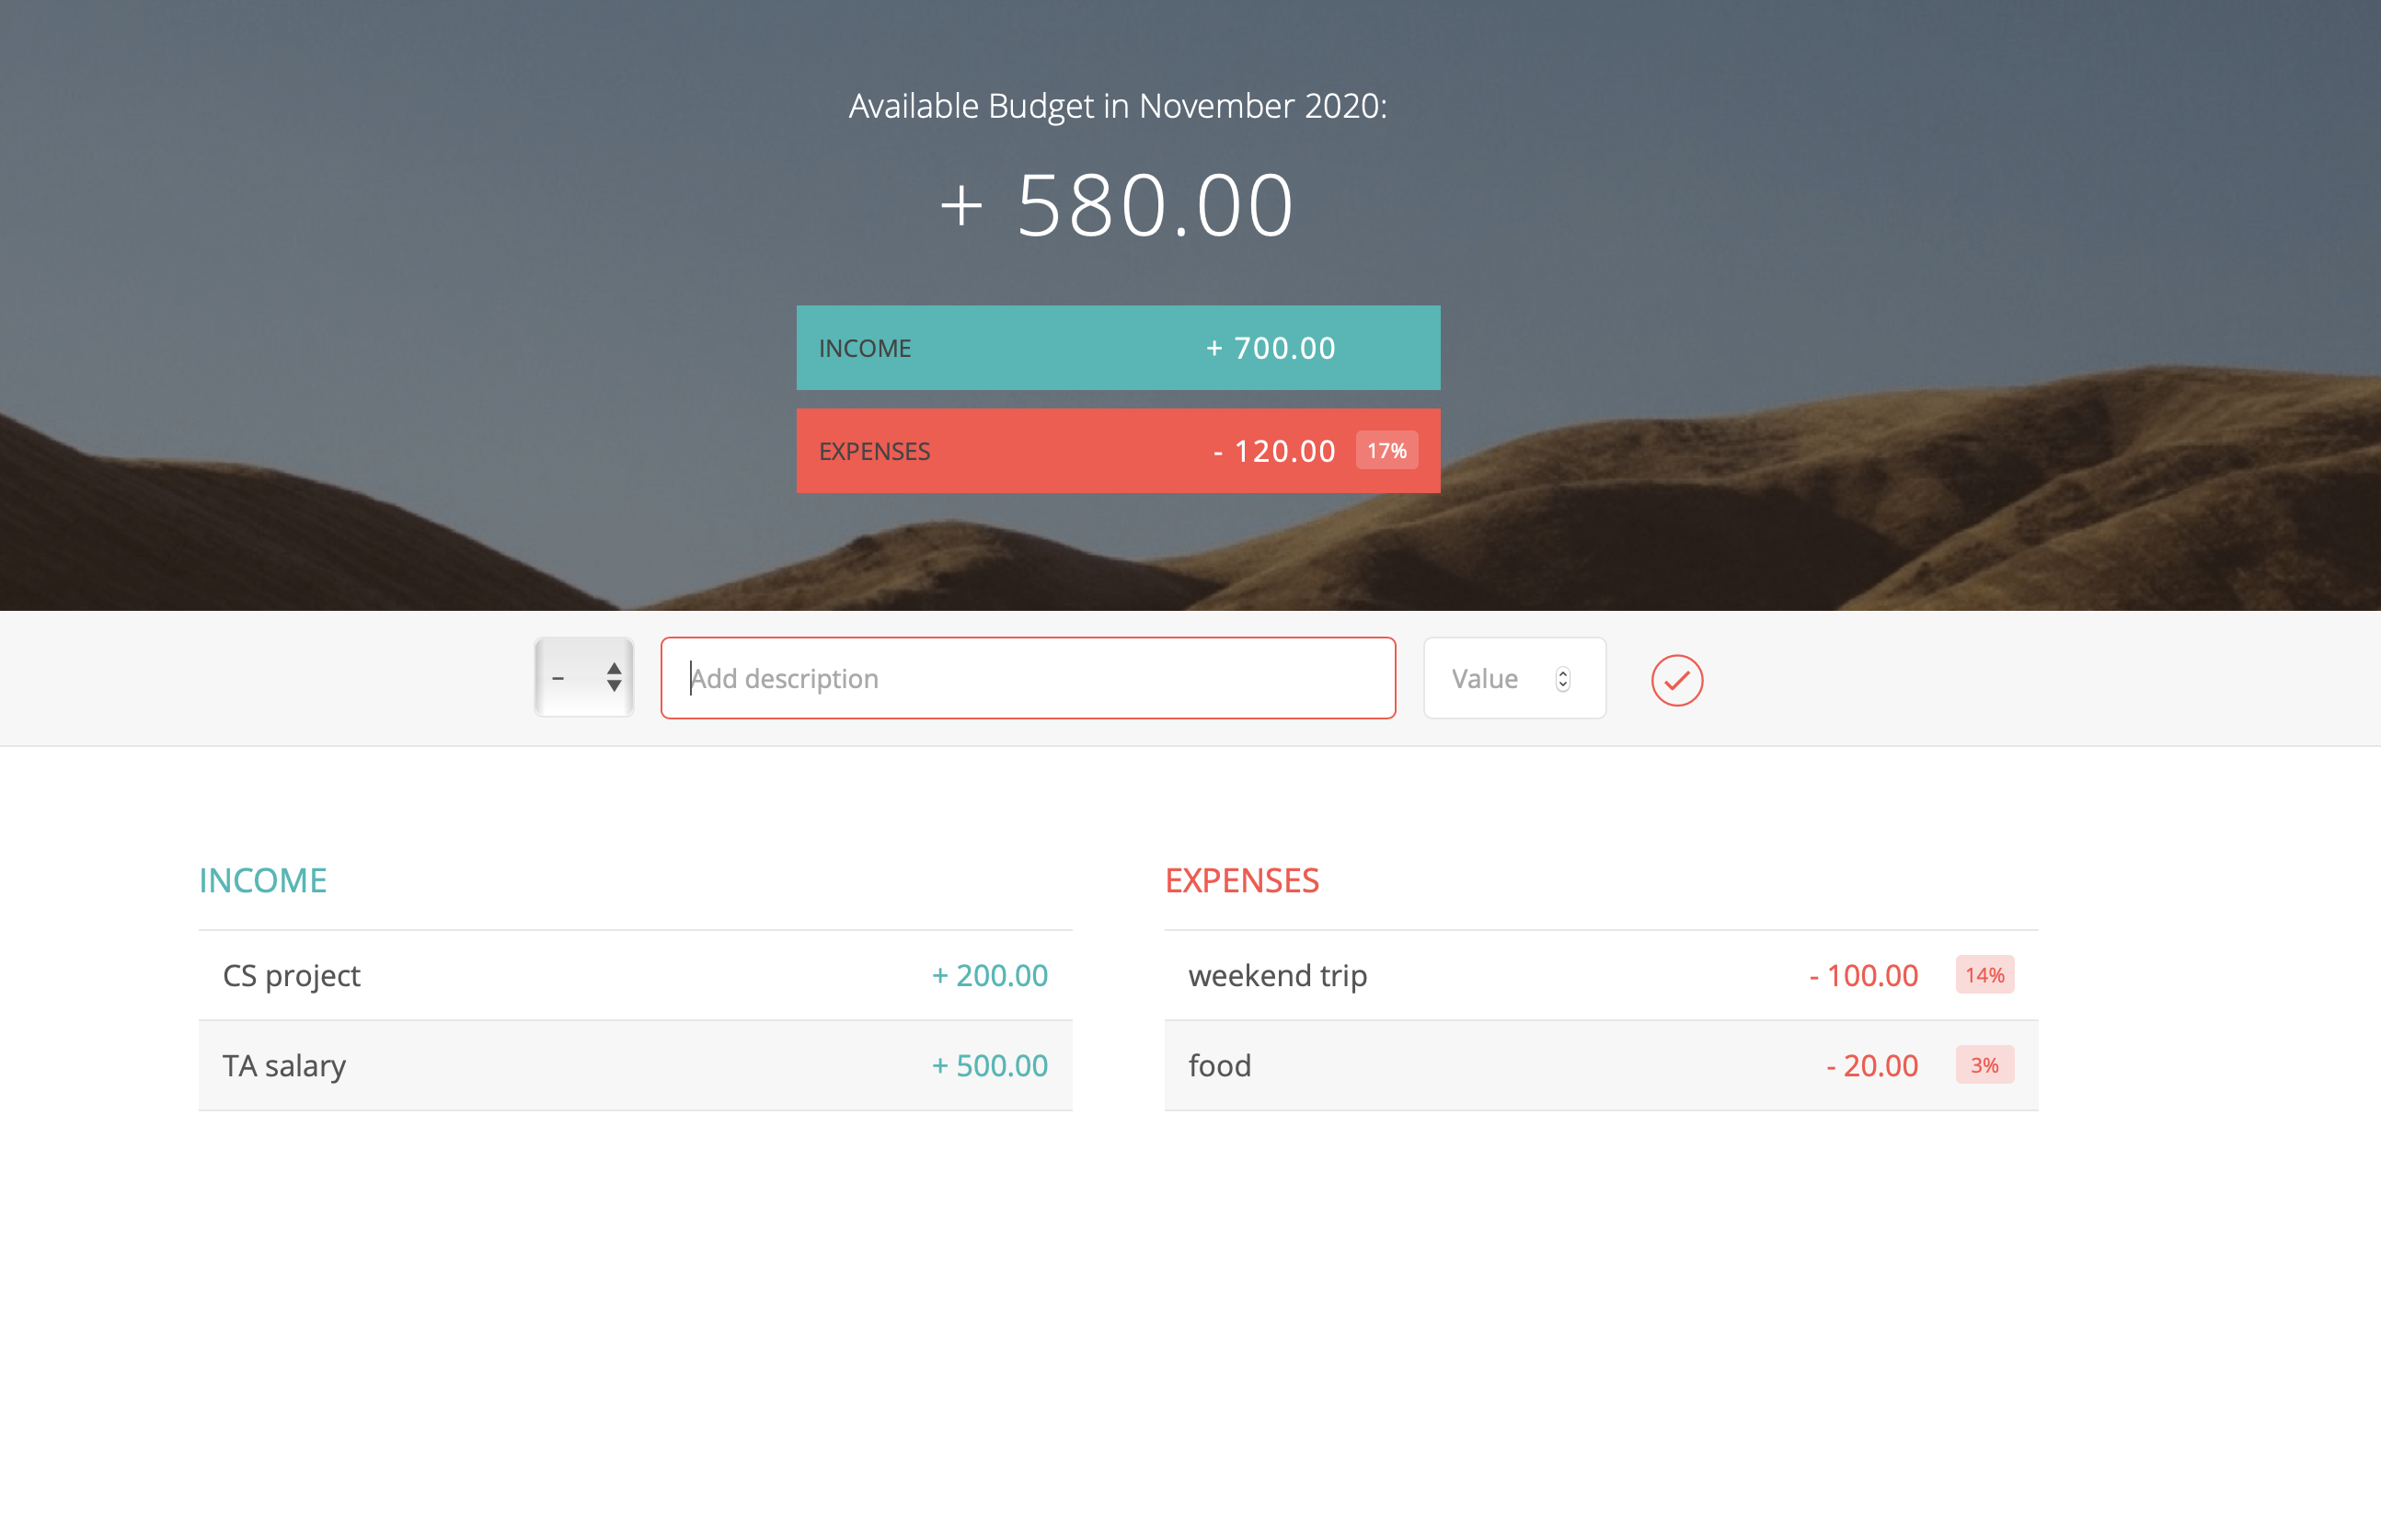 Available Budget in November 2020:
+ 580.00
INCOME + 700.00
EXPENSES - 120.00 17%
- Add description Value
INCOME
CS project + 200.00
TA salary + 500.00
EXPENSES
weekend trip - 100.00 14%
food - 20.00 3%